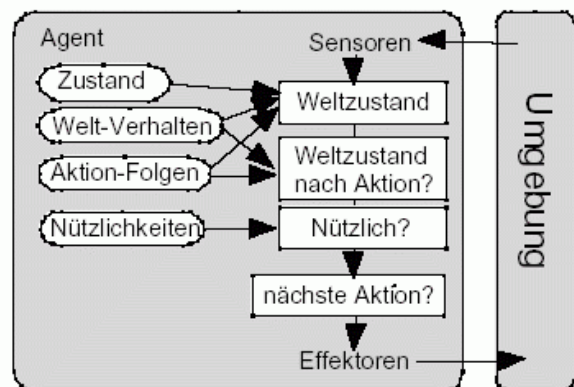 Agent
Sensoren
Zustand
Weltzustand
Welt-Verhalten
Weltzustand
nach Aktion?
Aktion-Folgen
Nützlichkeiten
Nützlich?
nächste Aktion?
Effektoren
Umgebung